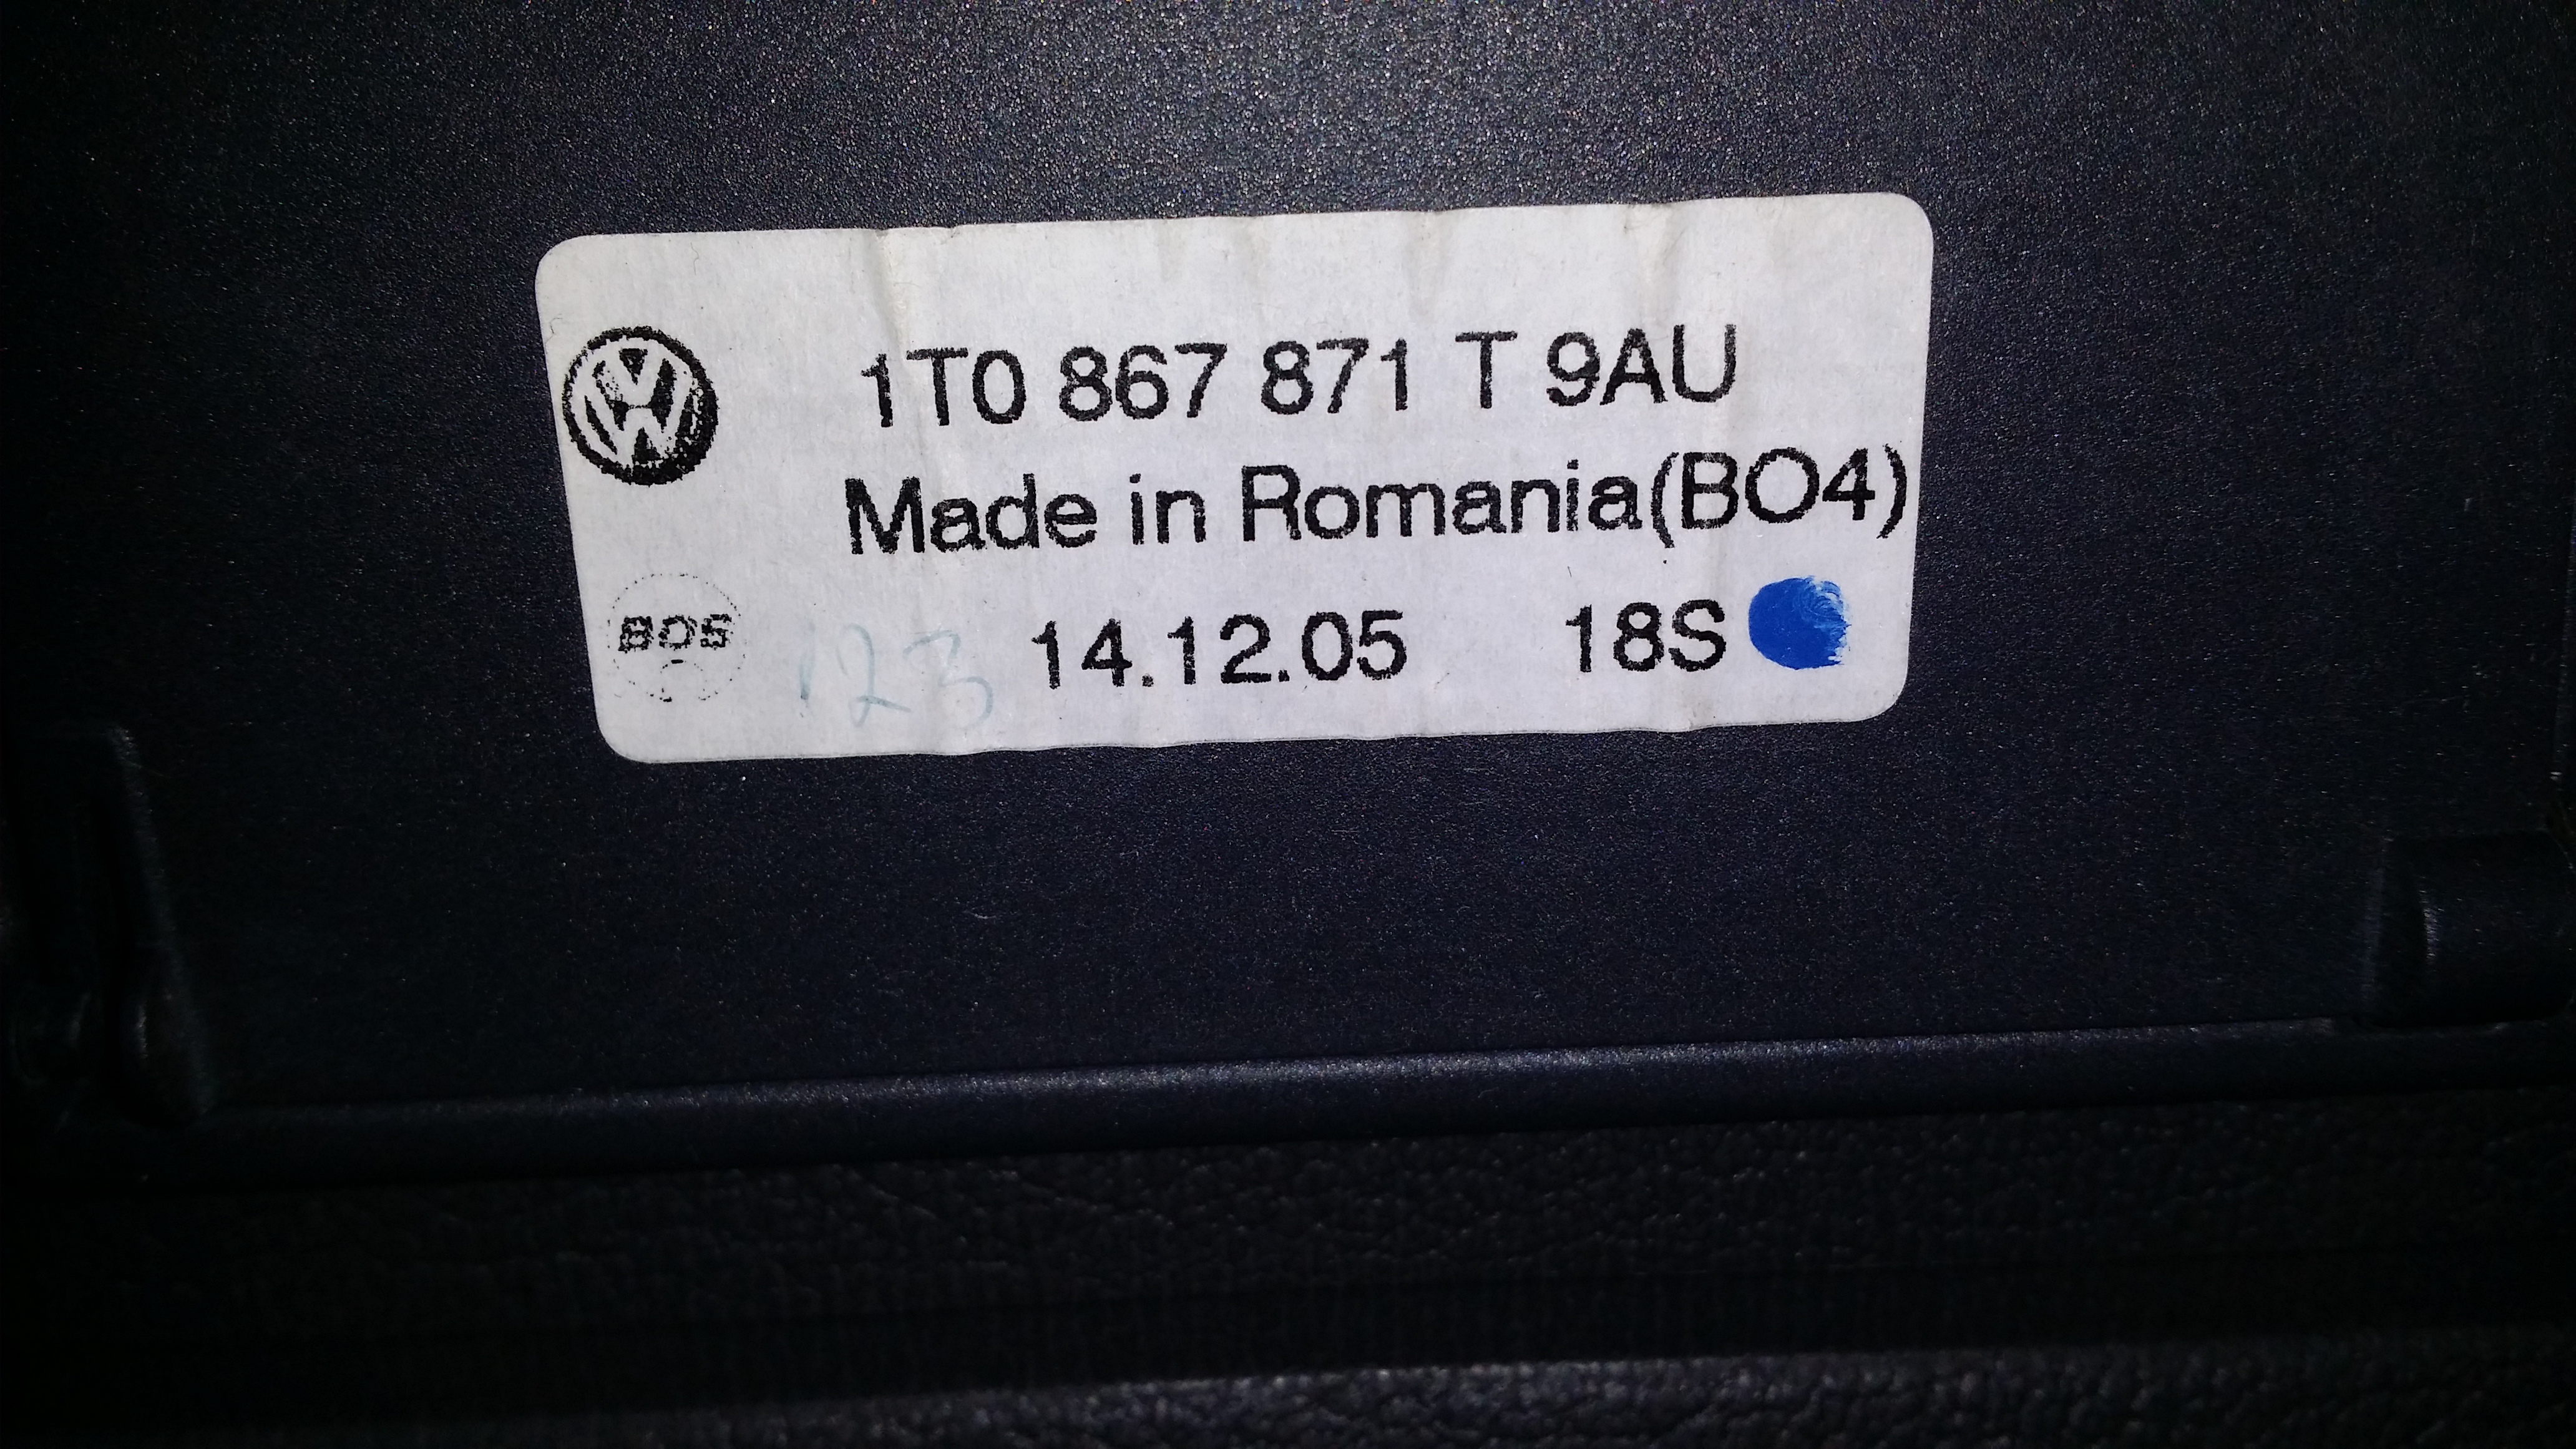 1T0 867 871 T 9AU
Made in Romania(BO4)
BOS 123 14.12.05 18S